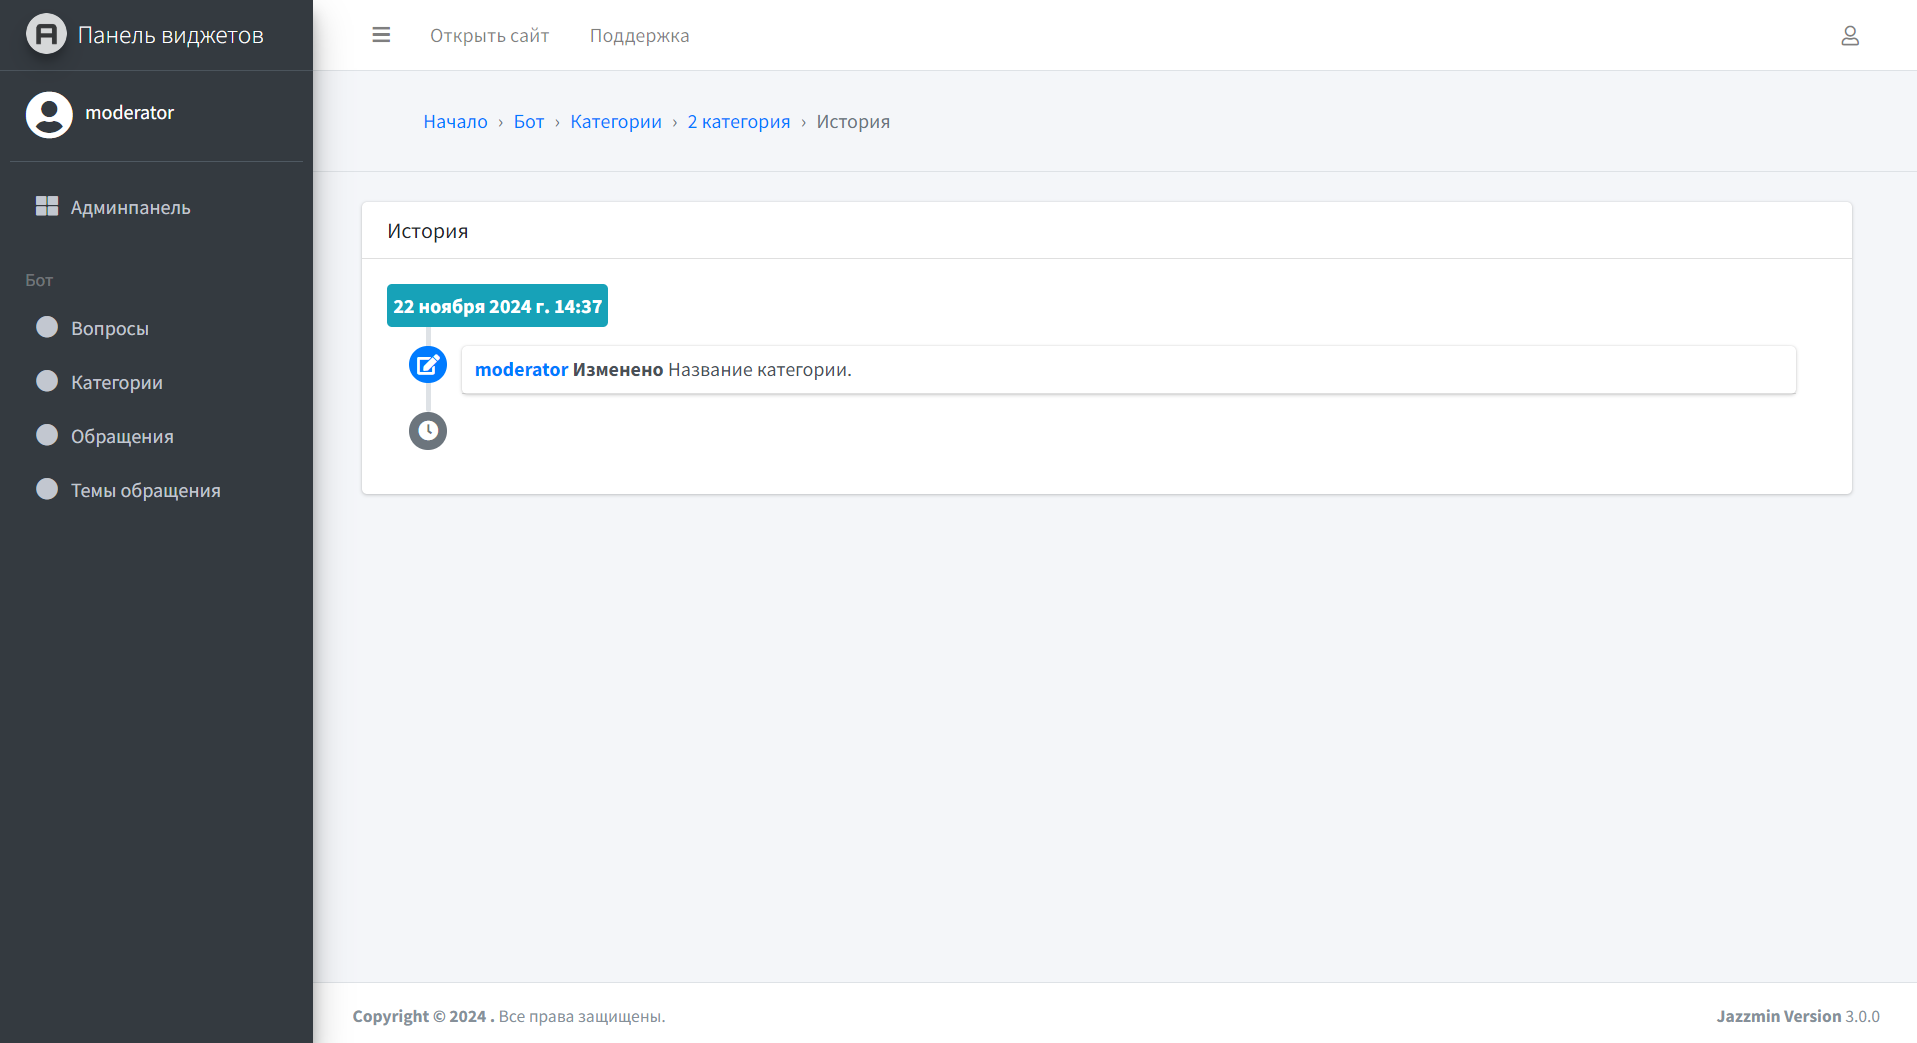 Панель виджетов
Открыть сайт
Поддержка
moderator
Начало › Бот › Категории › 2 категория › История
Админпанель
Бот
Вопросы
Категории
Обращения
Темы обращения
История
22 ноября 2024 г. 14:37
moderator Изменено Название категории.
Copyright © 2024 . Все права защищены.
Jazzmin Version 3.0.0